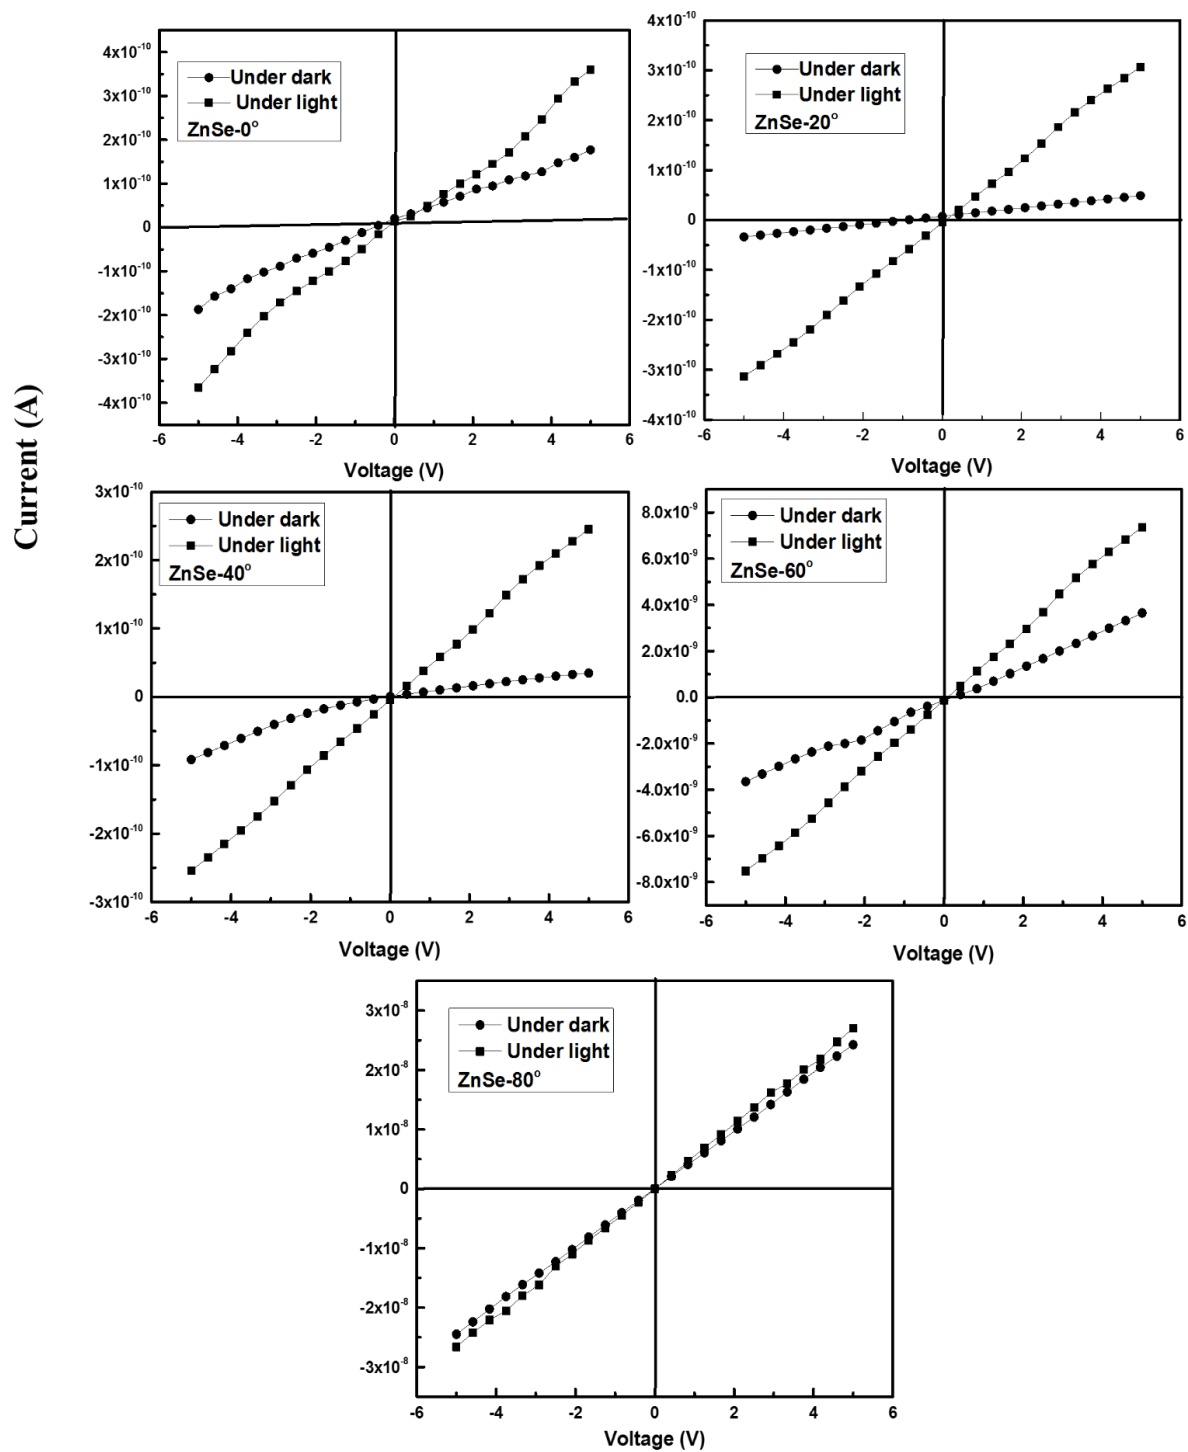 Current (A)
4x10⁻¹⁰
3x10⁻¹⁰
2x10⁻¹⁰
1x10⁻¹⁰
0
-1x10⁻¹⁰
-2x10⁻¹⁰
-3x10⁻¹⁰
-4x10⁻¹⁰
Under dark
Under light
ZnSe-0°
-6 -4 -2 0 2 4 6
Voltage (V)
4x10⁻¹⁰
3x10⁻¹⁰
2x10⁻¹⁰
1x10⁻¹⁰
0
-1x10⁻¹⁰
-2x10⁻¹⁰
-3x10⁻¹⁰
-4x10⁻¹⁰
Under dark
Under light
ZnSe-20°
-6 -4 -2 0 2 4 6
Voltage (V)
3x10⁻¹⁰
2x10⁻¹⁰
1x10⁻¹⁰
0
-1x10⁻¹⁰
-2x10⁻¹⁰
-3x10⁻¹⁰
Under dark
Under light
ZnSe-40°
-6 -4 -2 0 2 4 6
Voltage (V)
8.0x10⁻⁹
6.0x10⁻⁹
4.0x10⁻⁹
2.0x10⁻⁹
0.0
-2.0x10⁻⁹
-4.0x10⁻⁹
-6.0x10⁻⁹
-8.0x10⁻⁹
Under dark
Under light
ZnSe-60°
-6 -4 -2 0 2 4 6
Voltage (V)
3x10⁻⁸
2x10⁻⁸
1x10⁻⁸
0
-1x10⁻⁸
-2x10⁻⁸
-3x10⁻⁸
Under dark
Under light
ZnSe-80°
-6 -4 -2 0 2 4 6
Voltage (V)